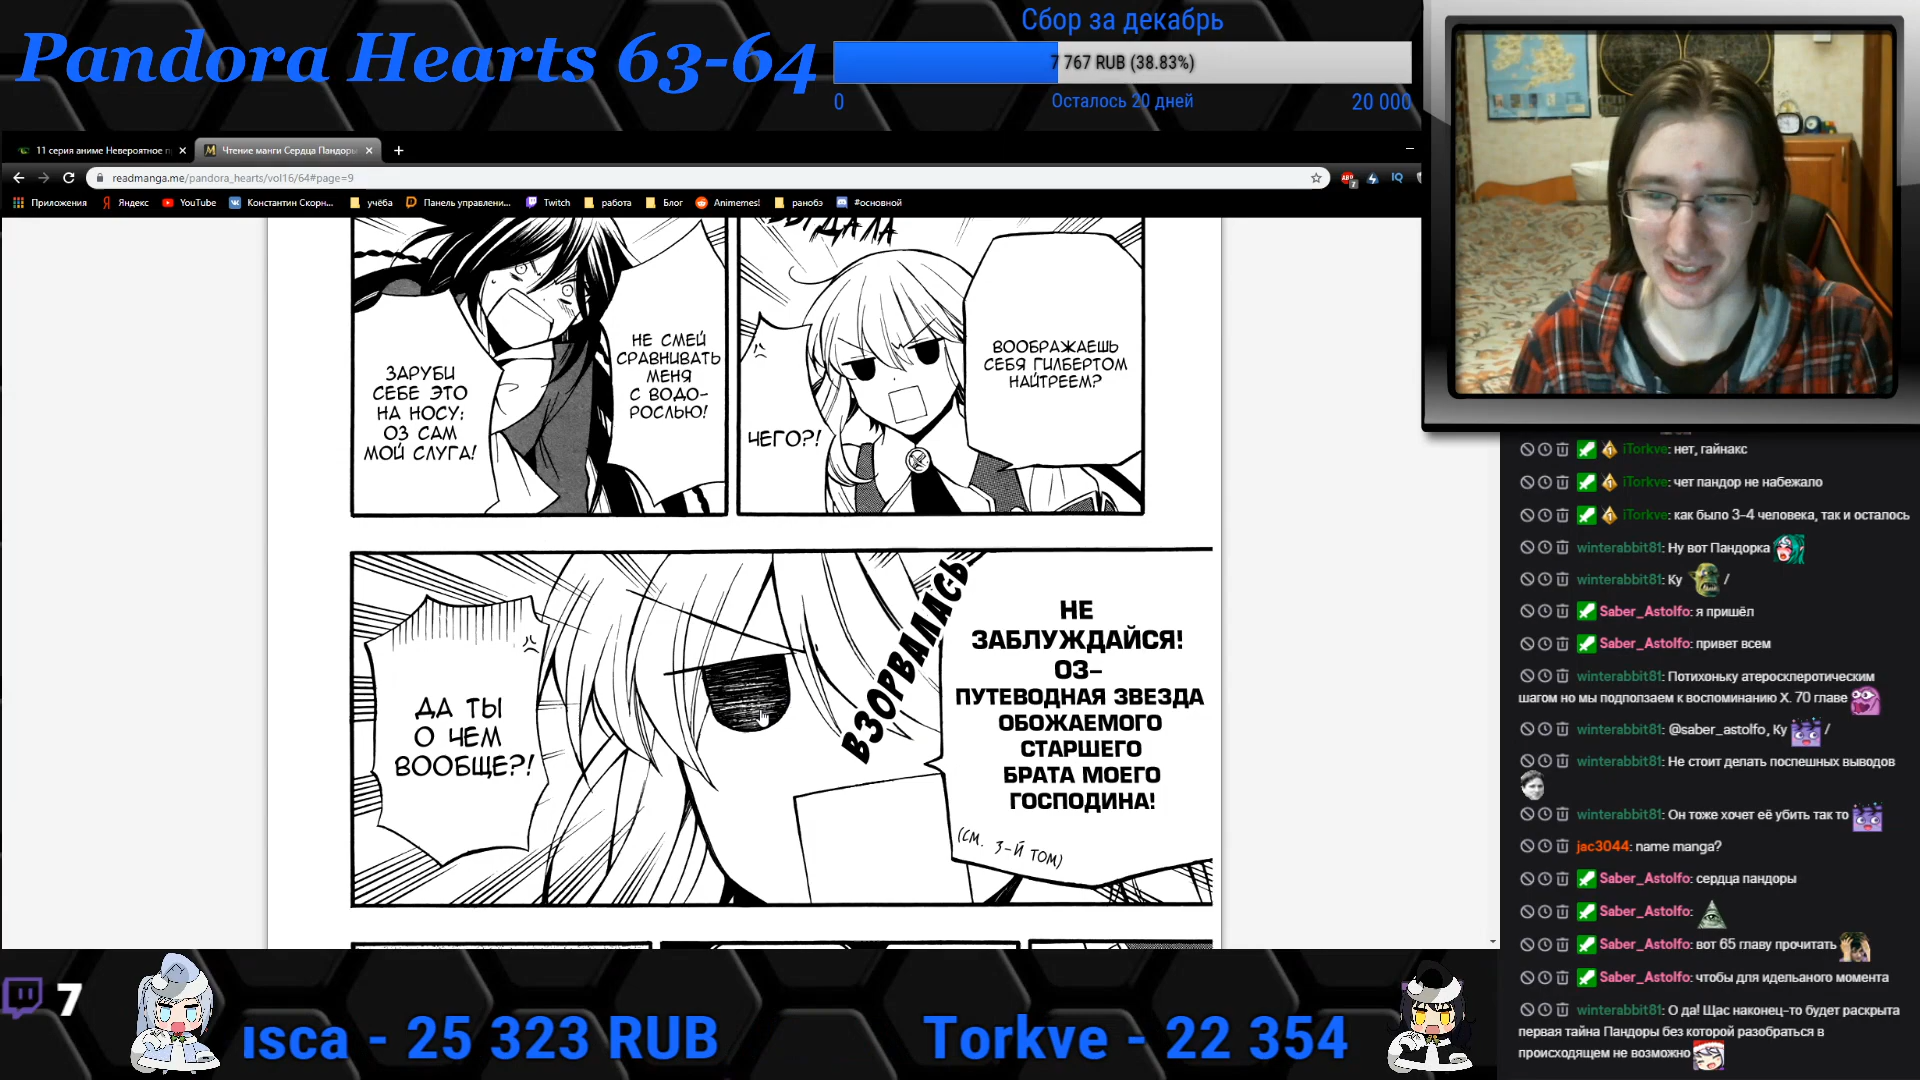 Pandora Hearts 63-64
Сбор за декабрь
7 767 RUB (38.83%)
0
Осталось 20 дней
20 000
11 серия аниме Невероятное п
Чтение манги Сердца Пандоры
readmanga.me/pandora_hearts/vol16/64#page=9
Приложения
Яндекс
YouTube
Константин Скорн...
учёба
Панель управлени...
Twitch
работа
Блог
Animemes!
ранобэ
#основной
ЗАРУБИ
СЕБЕ ЭТО
НА НОСУ:
ОЗ САМ
МОЙ СЛУГА!
НЕ СМЕЙ
СРАВНИВАТЬ
МЕНЯ
С ВОДО-
РОСЛЬЮ!
ЧЕГО?!
ВООБРАЖАЕШЬ
СЕБЯ ГИЛБЕРТОМ
НАЙТРЕЕМ?
ДА ТЫ
О ЧЕМ
ВООБЩЕ?!
ВЗОРВАЛАСЬ
НЕ
ЗАБЛУЖДАЙСЯ!
ОЗ–
ПУТЕВОДНАЯ ЗВЕЗДА
ОБОЖАЕМОГО
СТАРШЕГО
БРАТА МОЕГО
ГОСПОДИНА!
(СМ. 3-Й ТОМ)
iTorkve: нет, гайнакс
iTorkve: чет пандор не набежало
iTorkve: как было 3-4 человека, так и осталось
winterabbit81: Ну вот Пандорка
winterabbit81: Ку /
Saber_Astolfo: я пришёл
Saber_Astolfo: привет всем
winterabbit81: Потихоньку атеросклеротическим
шагом но мы подползаем к воспоминанию Х. 70 главе
winterabbit81: @saber_astolfo, Ку /
winterabbit81: Не стоит делать поспешных выводов
winterabbit81: Он тоже хочет её убить так то
jac3044: name manga?
Saber_Astolfo: сердца пандоры
Saber_Astolfo:
Saber_Astolfo: вот 65 главу прочитать
Saber_Astolfo: чтобы для идельаного момента
winterabbit81: О да! Щас наконец-то будет раскрыта
первая тайна Пандоры без которой разобраться в
происходящем не возможно
7
ısca - 25 323 RUB
Torkve - 22 354